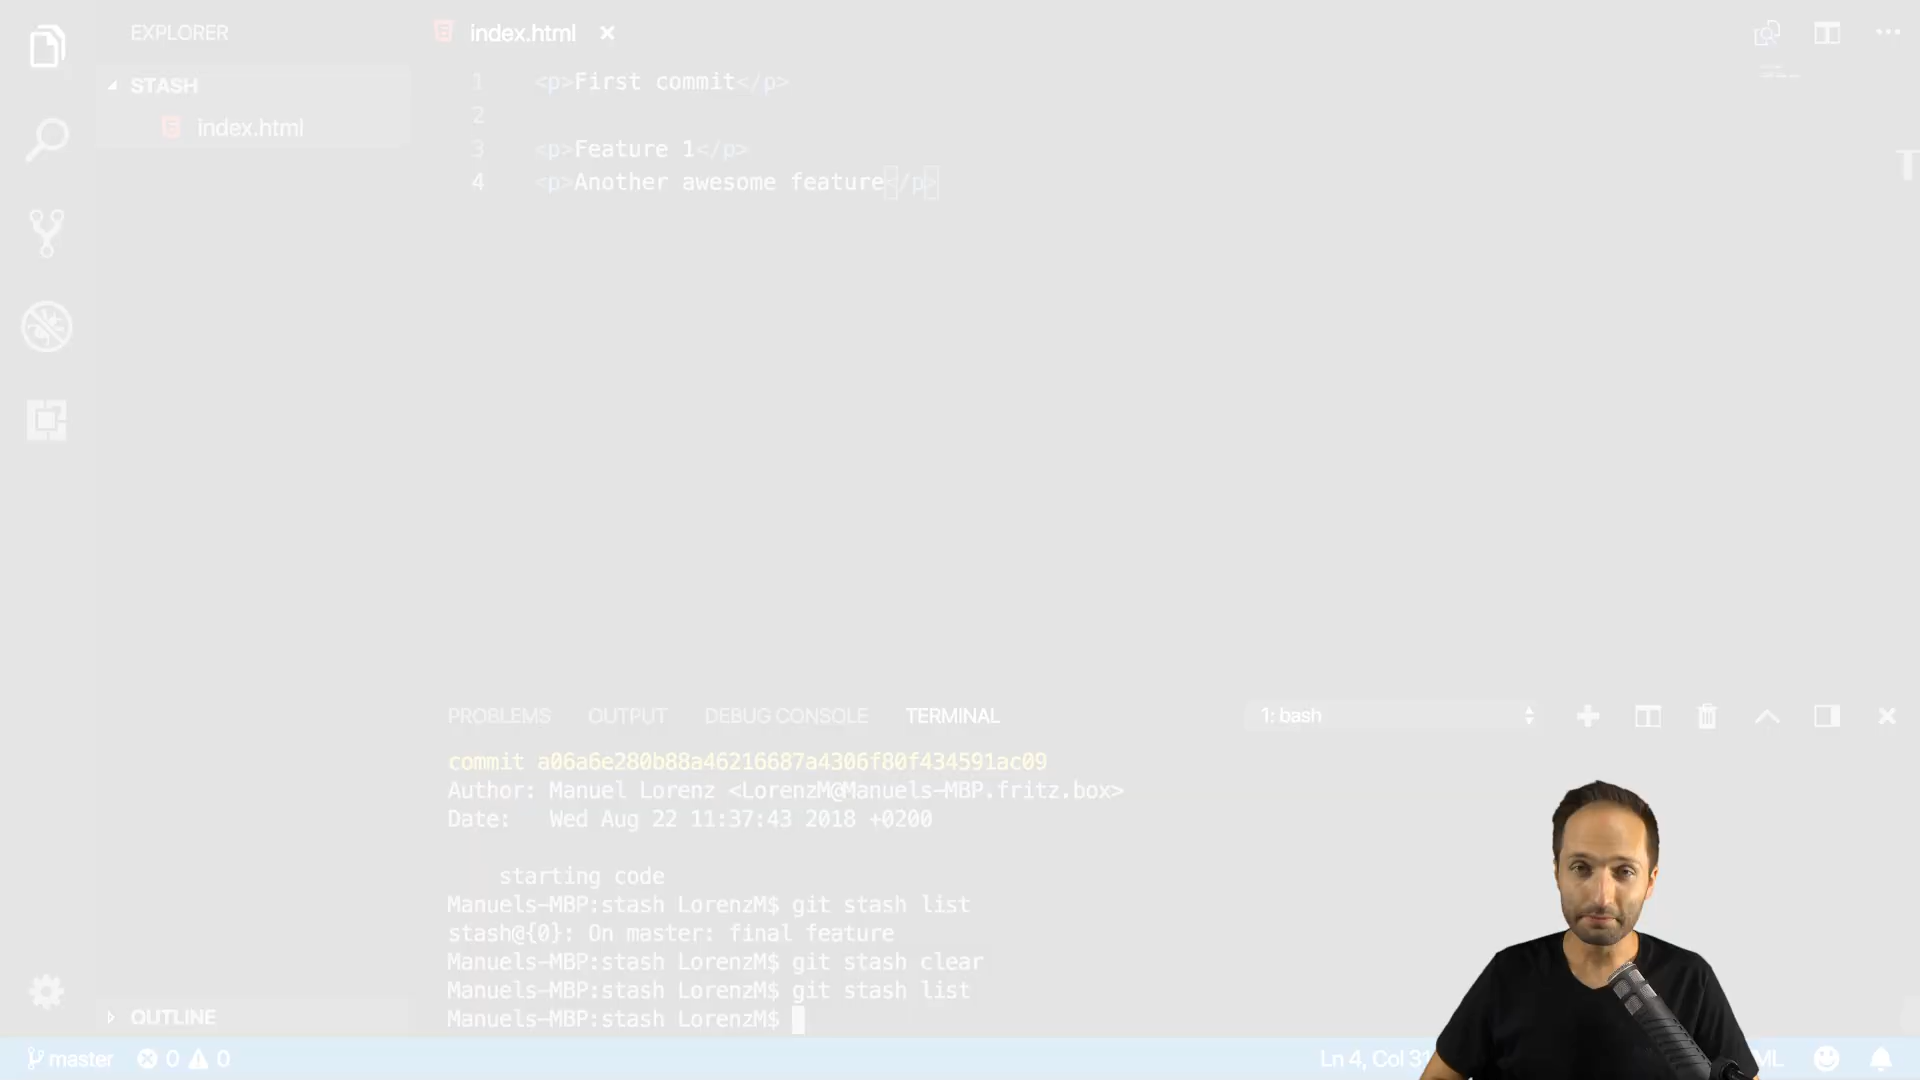 EXPLORER
STASH
index.html
OUTLINE
index.html
1 <p>First commit</p>
2
3 <p>Feature 1</p>
4 <p>Another awesome feature</p>
PROBLEMS OUTPUT DEBUG CONSOLE TERMINAL 1: bash
commit a06a6e280b88a46216687a4306f80f434591ac09
Author: Manuel Lorenz <LorenzM@Manuels-MBP.fritz.box>
Date: Wed Aug 22 11:37:43 2018 +0200
starting code
Manuels-MBP:stash LorenzM$ git stash list
stash@{0}: On master: final feature
Manuels-MBP:stash LorenzM$ git stash clear
Manuels-MBP:stash LorenzM$ git stash list
Manuels-MBP:stash LorenzM$
master 0 0 Ln 4, Col 31